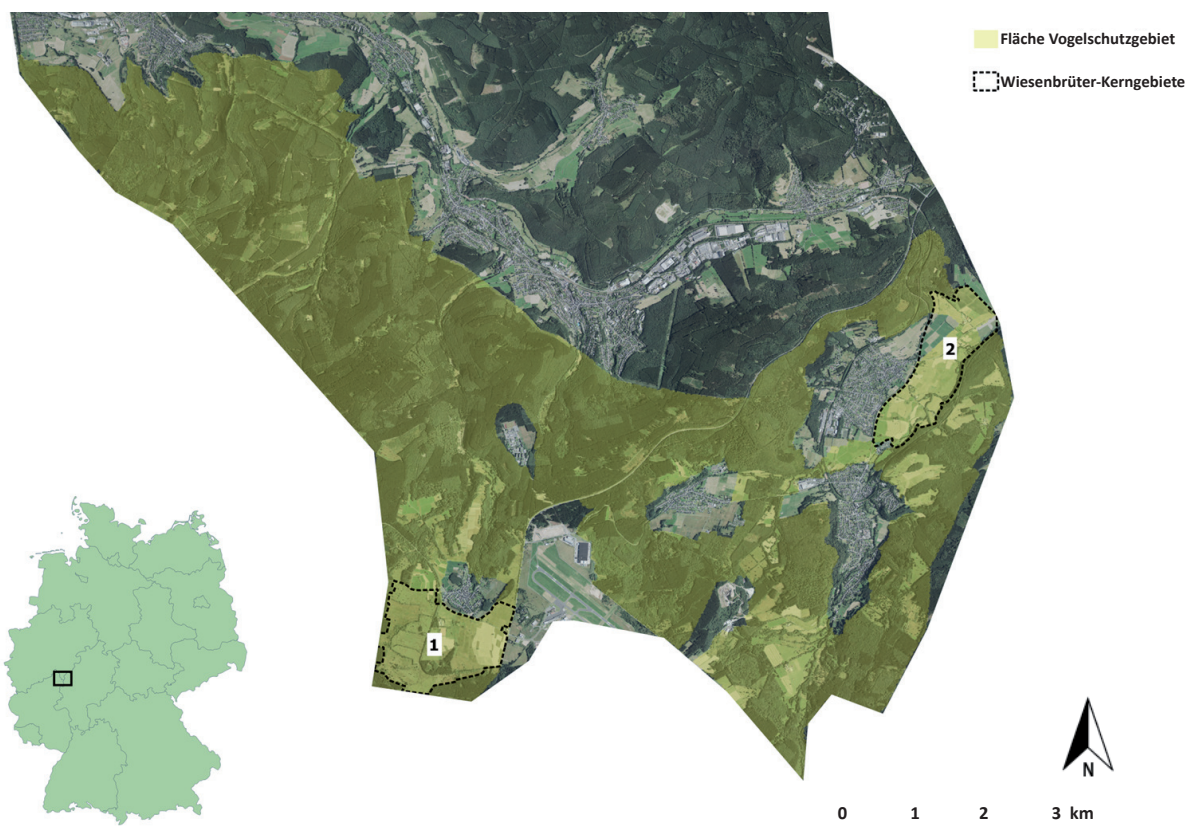 Fläche Vogelschutzgebiet
Wiesenbrüter-Kerngebiete
2
1
N
0 1 2 3 km